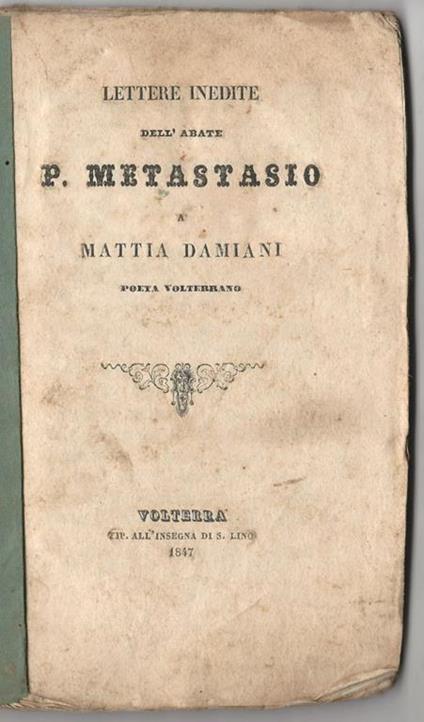 LETTERE INEDITE
DELL' ABATE
P. METASTASIO
A
MATTIA DAMIANI
POETA VOLTERRANO
VOLTERRA
TIP. ALL'INSEGNA DI S. LINO
1847